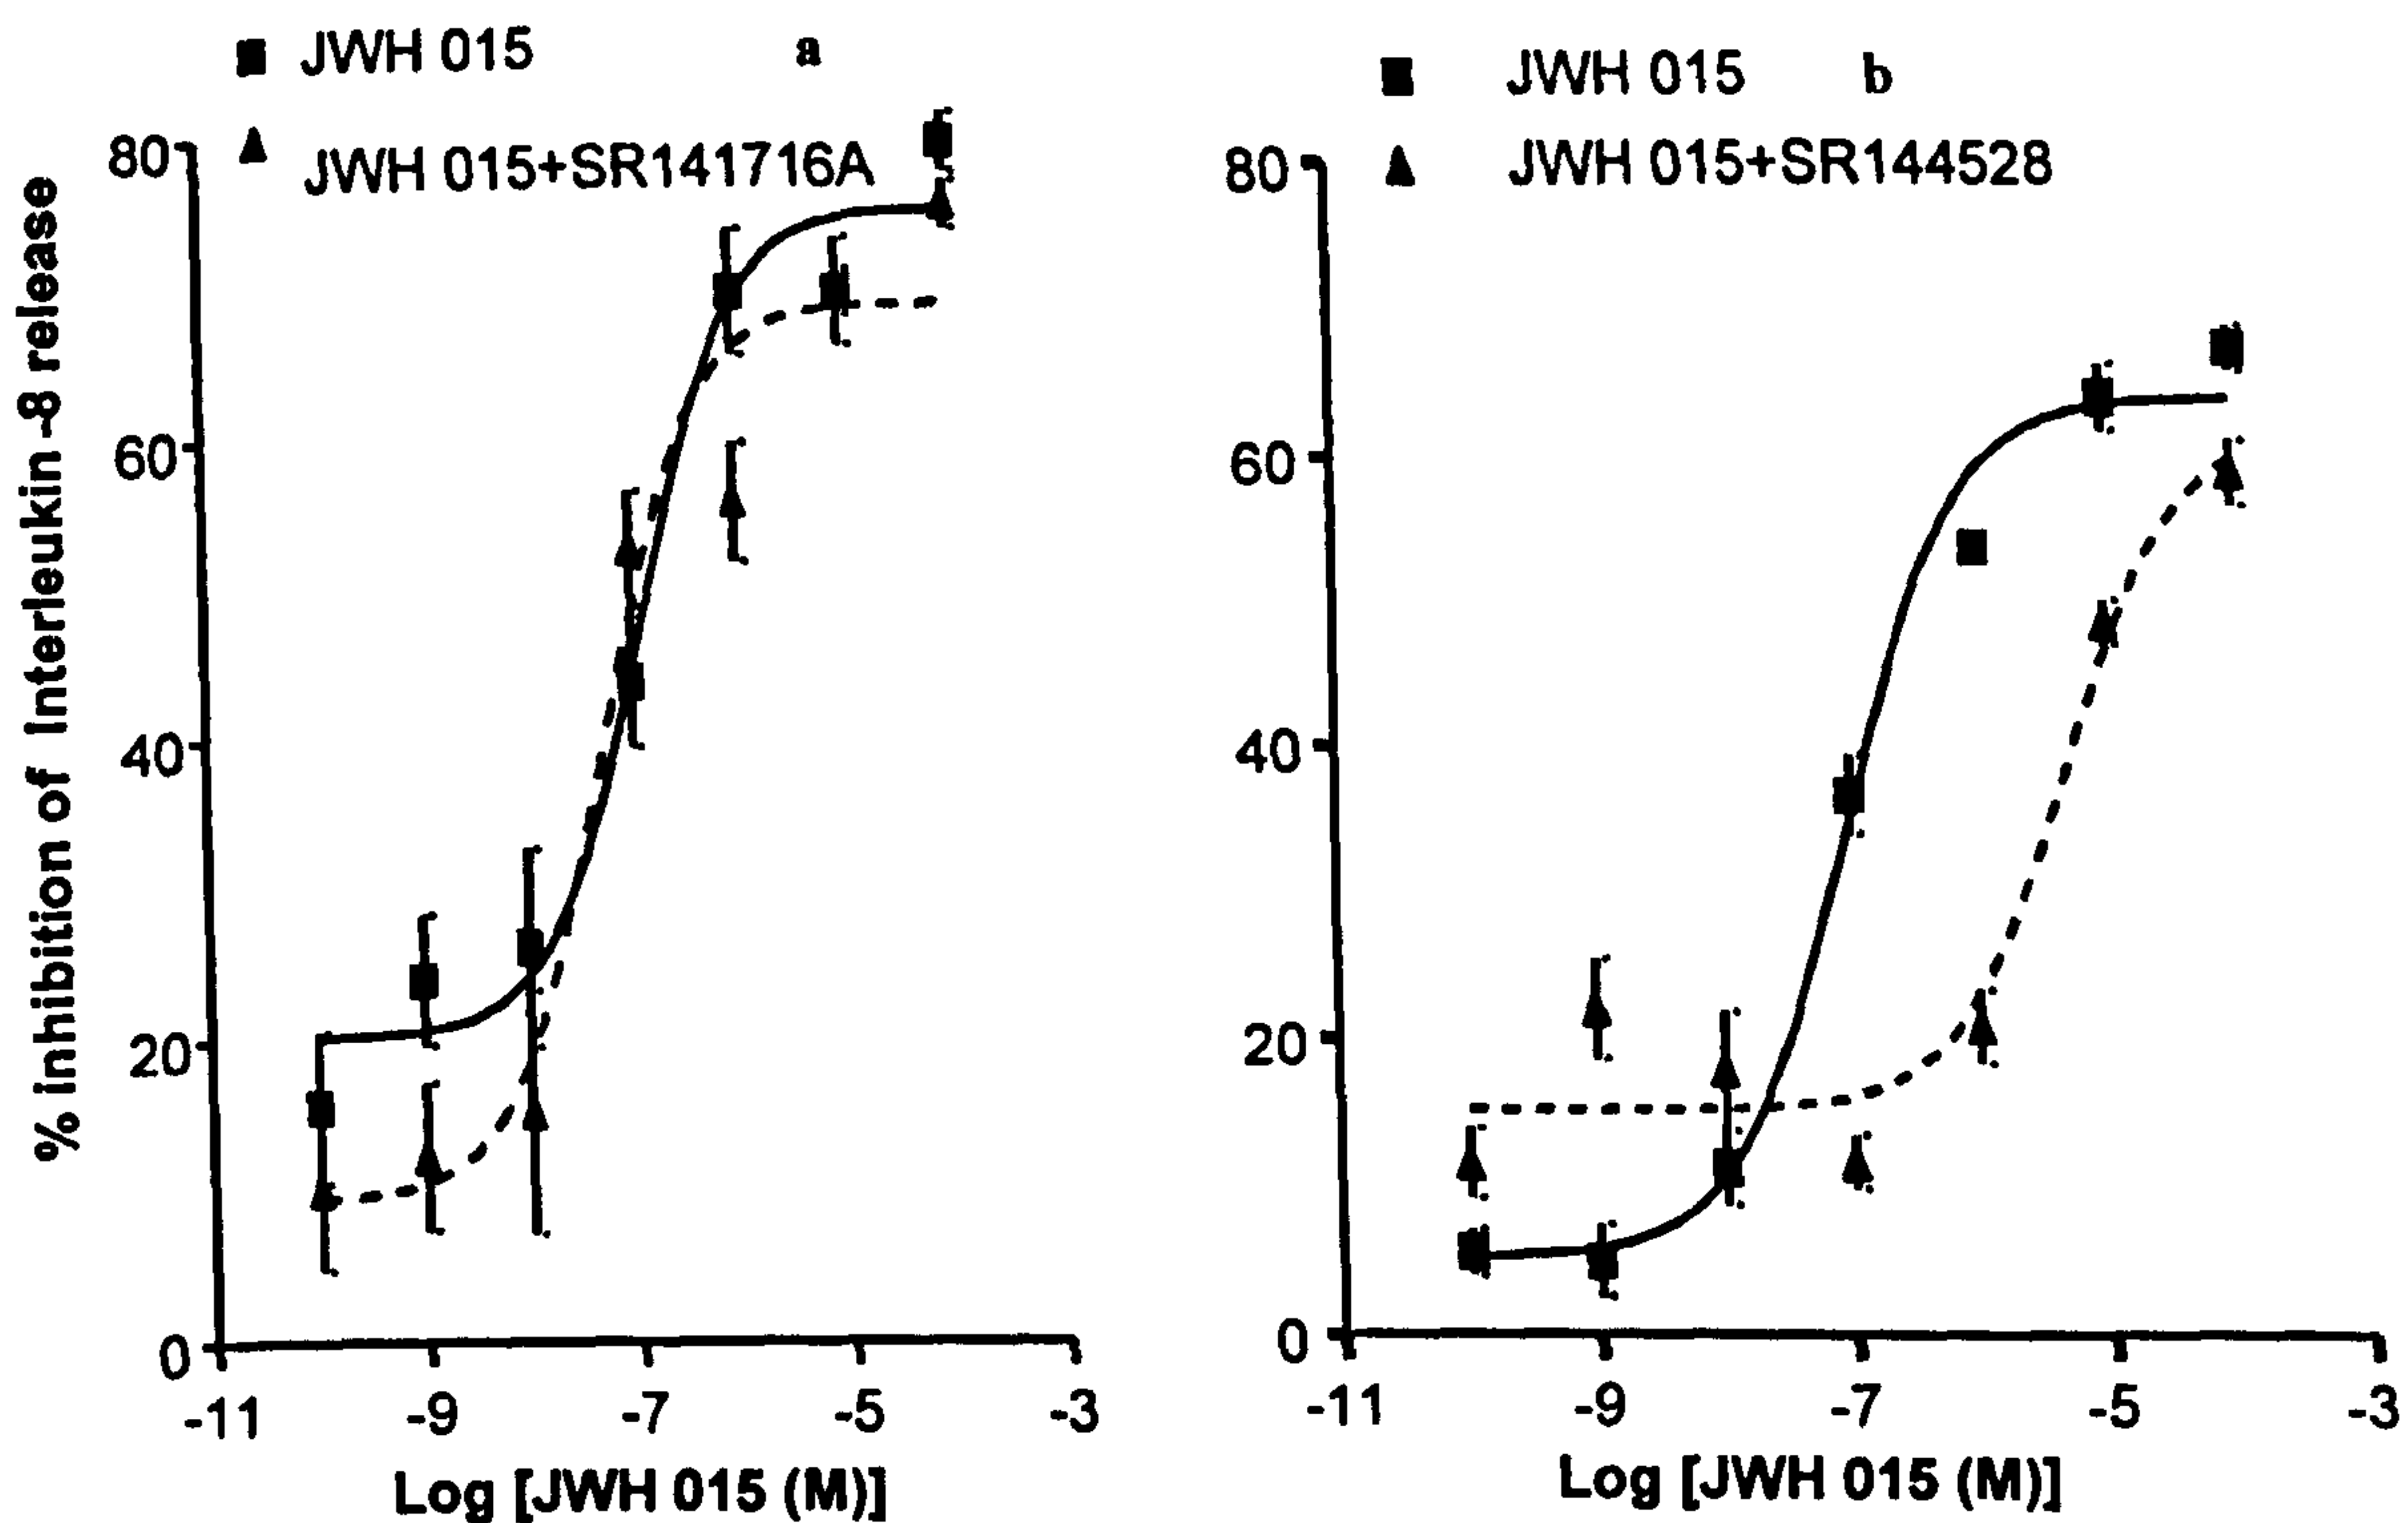 JWH 015 a
JWH 015+SR141716A
% inhibition of Interleukin -8 release
80
60
40
20
0
-11 -9 -7 -5 -3
Log [JWH 015 (M)]
JWH 015 b
JWH 015+SR144528
80
60
40
20
0
-11 -9 -7 -5 -3
Log [JWH 015 (M)]